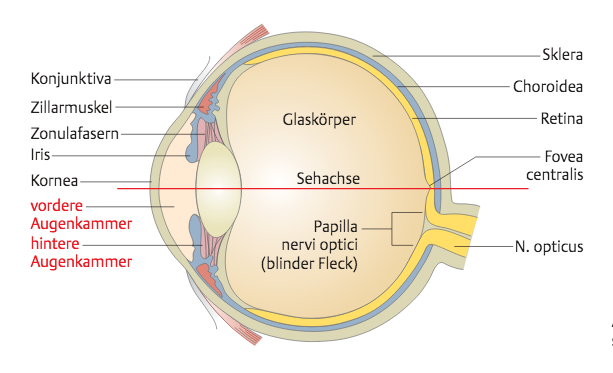 Konjunktiva
Zillarmuskel
Zonulafasern
Iris
Kornea
vordere
Augenkammer
hintere
Augenkammer
Glaskörper
Sehachse
Papilla
nervi optici
(blinder Fleck)
Sklera
Choroidea
Retina
Fovea
centralis
N. opticus